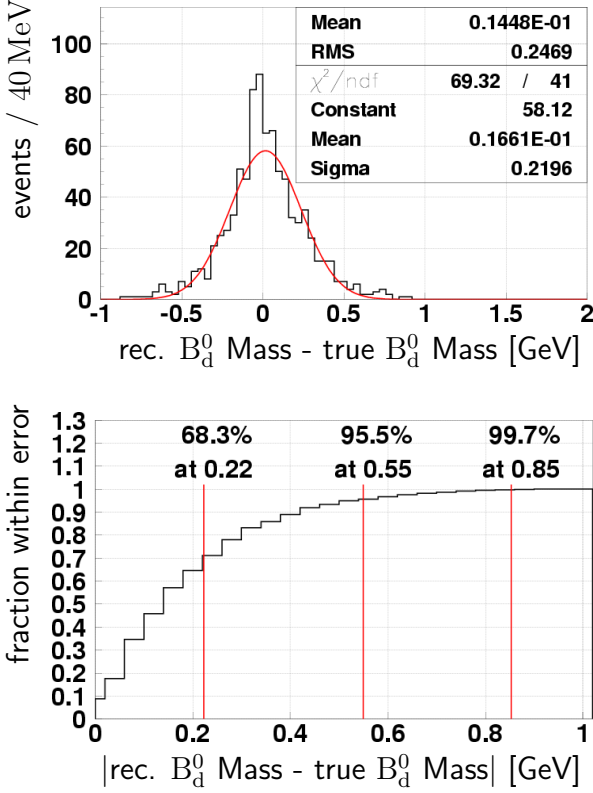 Mean 0.1448E-01
RMS 0.2469
χ²/ndf 69.32 / 41
Constant 58.12
Mean 0.1661E-01
Sigma 0.2196
events / 40 MeV
100
80
60
40
20
0
-1 -0.5 0 0.5 1 1.5 2
rec. B⁰_d Mass - true B⁰_d Mass [GeV]
fraction within error
1.3
1.2
1.1
1
0.9
0.8
0.7
0.6
0.5
0.4
0.3
0.2
0.1
0
68.3% 95.5% 99.7%
at 0.22 at 0.55 at 0.85
0 0.2 0.4 0.6 0.8 1
|rec. B⁰_d Mass - true B⁰_d Mass| [GeV]